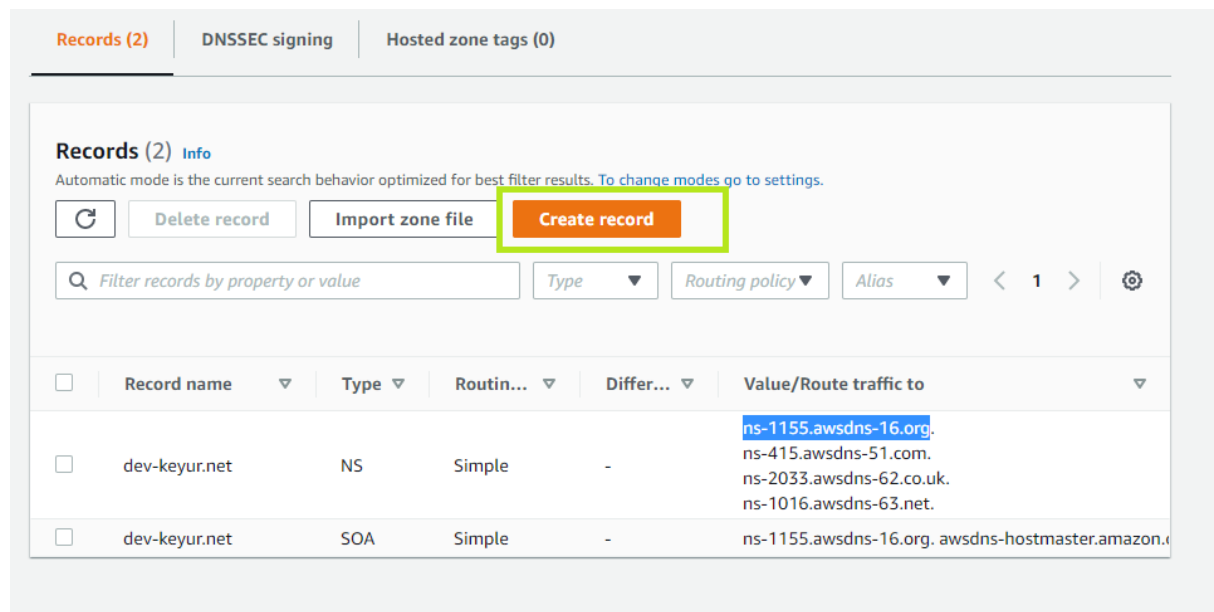 Records (2) DNSSEC signing Hosted zone tags (0)
Records (2) Info
Automatic mode is the current search behavior optimized for best filter results. To change modes go to settings.
Delete record Import zone file Create record
Filter records by property or value Type Routing policy Alias 1
Record name Type Routin... Differ... Value/Route traffic to
dev-keyur.net NS Simple - ns-1155.awsdns-16.org.
ns-415.awsdns-51.com.
ns-2033.awsdns-62.co.uk.
ns-1016.awsdns-63.net.
dev-keyur.net SOA Simple - ns-1155.awsdns-16.org. awsdns-hostmaster.amazon.